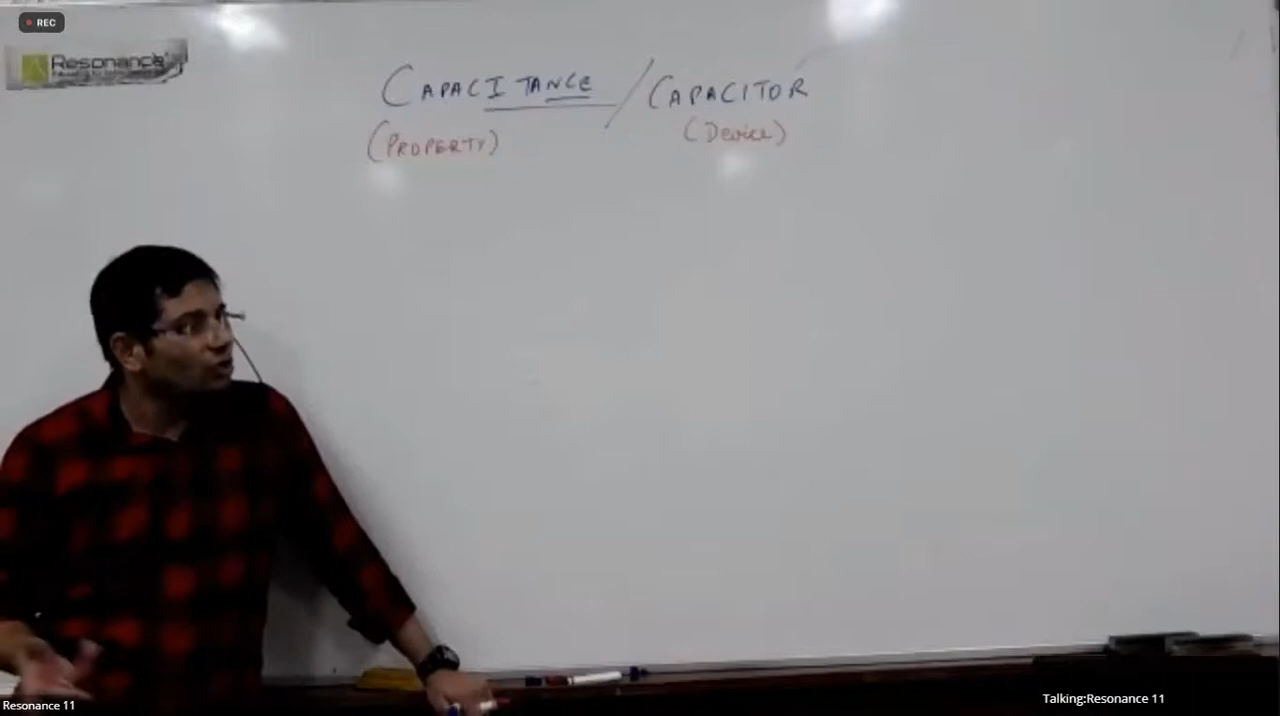 REC
Resonance
CAPACITANCE / CAPACITOR
(PROPERTY) (Device)
Resonance 11
Talking:Resonance 11